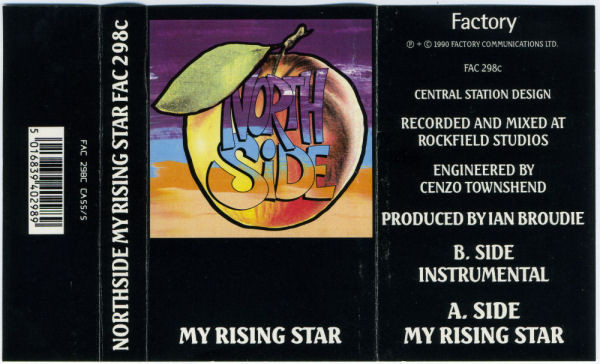 5 016839 402989
FAC 298C CASS/S
NORTHSIDE MY RISING STAR FAC 298c
NORTH
SIDE
MY RISING STAR
Factory
℗ + © 1990 FACTORY COMMUNICATIONS LTD.
FAC 298c
CENTRAL STATION DESIGN
RECORDED AND MIXED AT
ROCKFIELD STUDIOS
ENGINEERED BY
CENZO TOWNSHEND
PRODUCED BY IAN BROUDIE
B. SIDE
INSTRUMENTAL
A. SIDE
MY RISING STAR